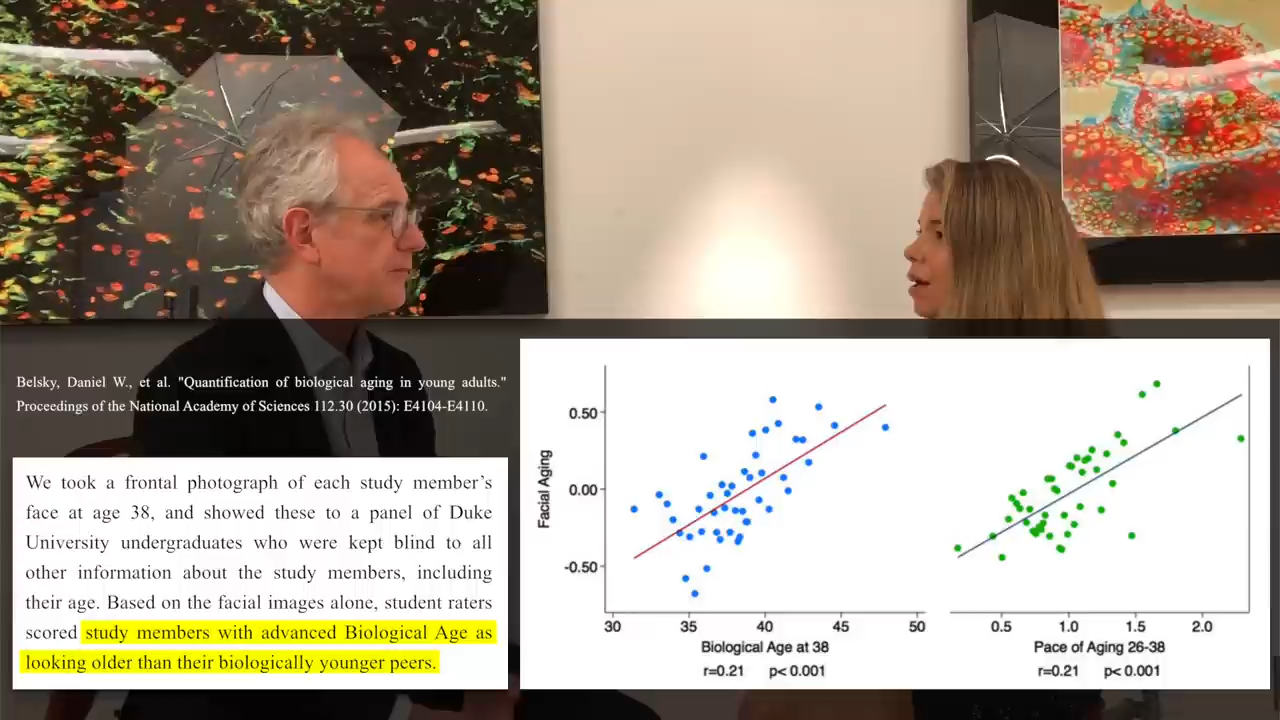 Belsky, Daniel W., et al. "Quantification of biological aging in young adults."
Proceedings of the National Academy of Sciences 112.30 (2015): E4104-E4110.
We took a frontal photograph of each study member's
face at age 38, and showed these to a panel of Duke
University undergraduates who were kept blind to all
other information about the study members, including
their age. Based on the facial images alone, student raters
scored study members with advanced Biological Age as
looking older than their biologically younger peers.
Facial Aging
0.50
0.00
-0.50
30 35 40 45 50
Biological Age at 38
r=0.21 p< 0.001
0.5 1.0 1.5 2.0
Pace of Aging 26-38
r=0.21 p< 0.001